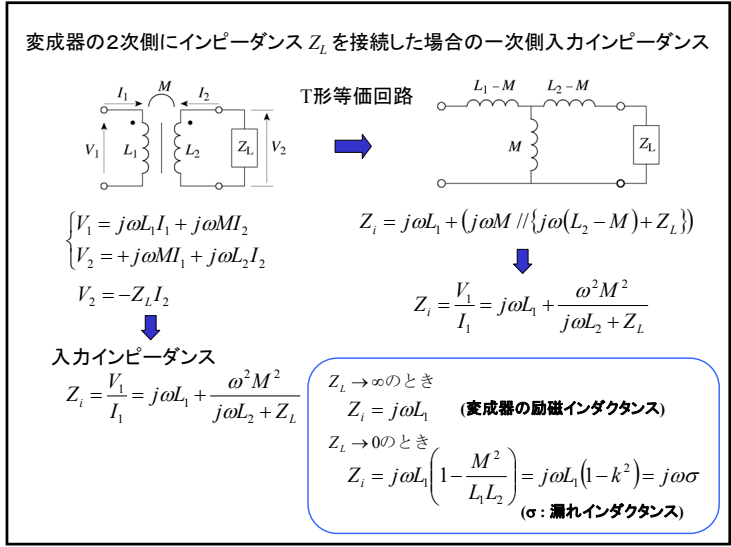 変成器の2次側にインピーダンス Z_L を接続した場合の一次側入力インピーダンス
I_1 M I_2
V_1 L_1 L_2 Z_L V_2
T形等価回路
L_1−M L_2−M
M Z_L
V_1 = jωL_1I_1 + jωMI_2
V_2 = +jωMI_1 + jωL_2I_2
V_2 = −Z_LI_2
入力インピーダンス
Z_i = V_1/I_1 = jωL_1 + ω^2M^2/(jωL_2 + Z_L)
Z_i = jωL_1 + (jωM //{jω(L_2 − M) + Z_L})
Z_i = V_1/I_1 = jωL_1 + ω^2M^2/(jωL_2 + Z_L)
Z_L → ∞のとき
Z_i = jωL_1 (変成器の励磁インダクタンス)
Z_L → 0のとき
Z_i = jωL_1(1 − M^2/(L_1L_2)) = jωL_1(1 − k^2) = jωσ
(σ : 漏れインダクタンス)